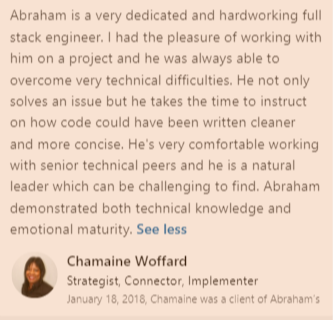 Abraham is a very dedicated and hardworking full
stack engineer. I had the pleasure of working with
him on a project and he was always able to
overcome very technical difficulties. He not only
solves an issue but he takes the time to instruct
on how code could have been written cleaner
and more concise. He's very comfortable working
with senior technical peers and he is a natural
leader which can be challenging to find. Abraham
demonstrated both technical knowledge and
emotional maturity. See less
Chamaine Woffard
Strategist, Connector, Implementer
January 18, 2018, Chamaine was a client of Abraham's